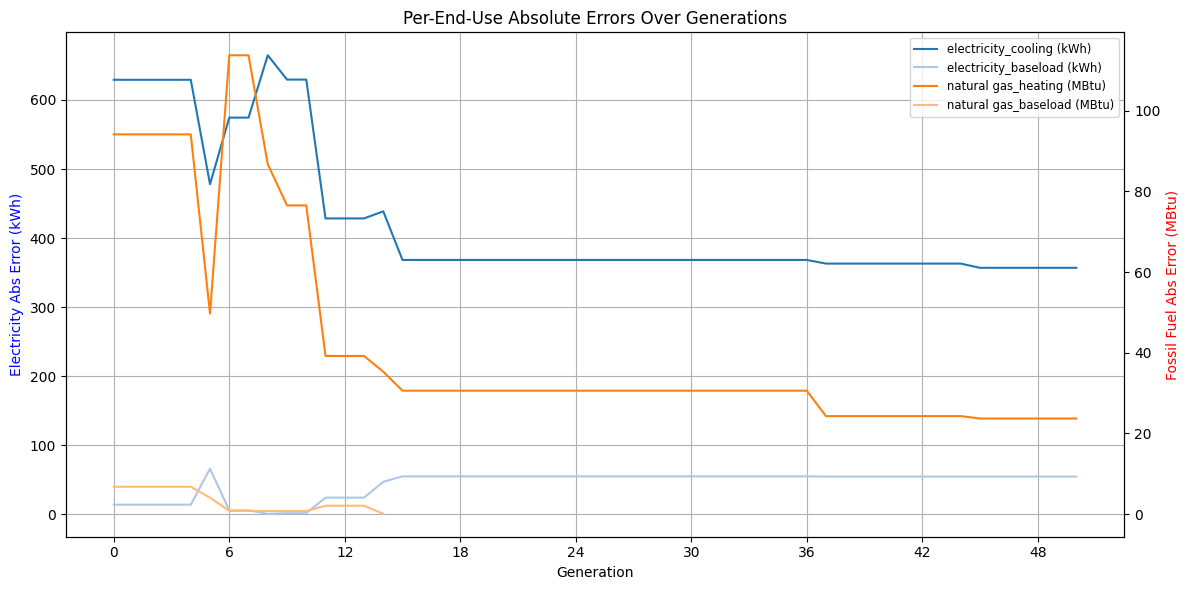 Per-End-Use Absolute Errors Over Generations
electricity_cooling (kWh)
electricity_baseload (kWh)
natural gas_heating (MBtu)
natural gas_baseload (MBtu)
Electricity Abs Error (kWh)
600
500
400
300
200
100
0
Fossil Fuel Abs Error (MBtu)
100
80
60
40
20
0
0 6 12 18 24 30 36 42 48
Generation